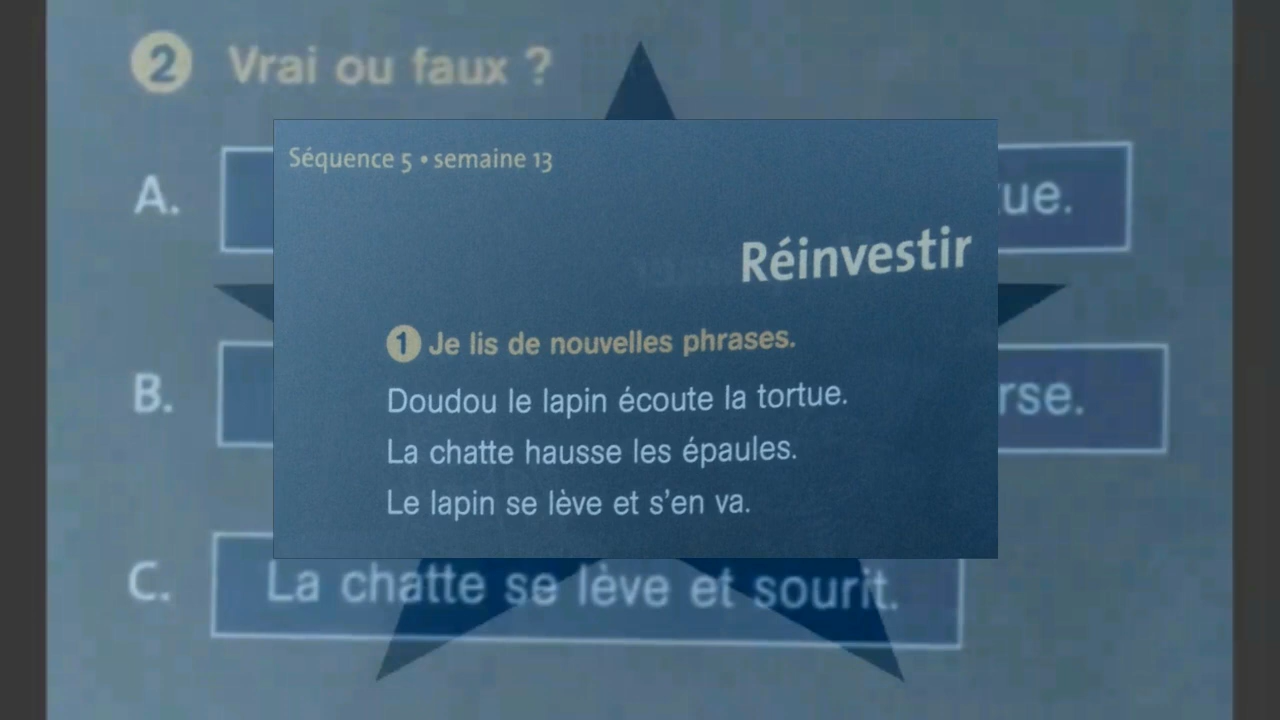 2 Vrai ou faux ?
A.
Séquence 5 • semaine 13
Réinvestir
1 Je lis de nouvelles phrases.
Doudou le lapin écoute la tortue.
La chatte hausse les épaules.
Le lapin se lève et s'en va.
B.
C. La chatte se lève et sourit.